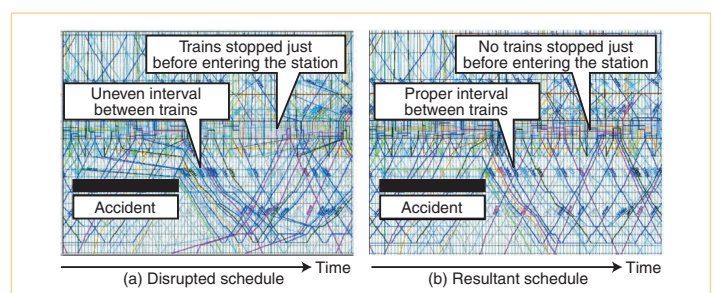 Trains stopped just
before entering the station
Uneven interval
between trains
Accident
Time
(a) Disrupted schedule
No trains stopped just
before entering the station
Proper interval
between trains
Accident
Time
(b) Resultant schedule